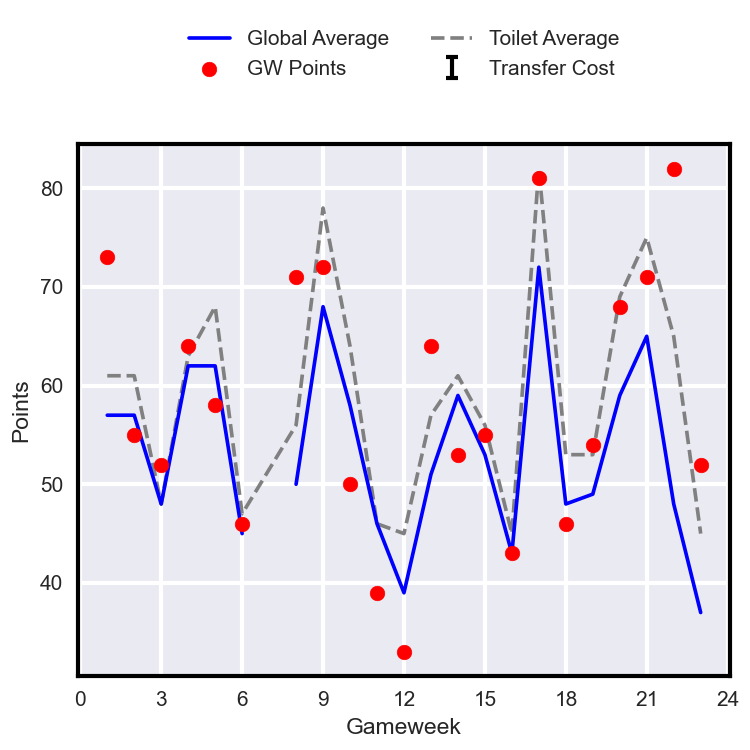 Global Average
Toilet Average
GW Points
Transfer Cost
80
70
60
50
40
Points
0 3 6 9 12 15 18 21 24
Gameweek